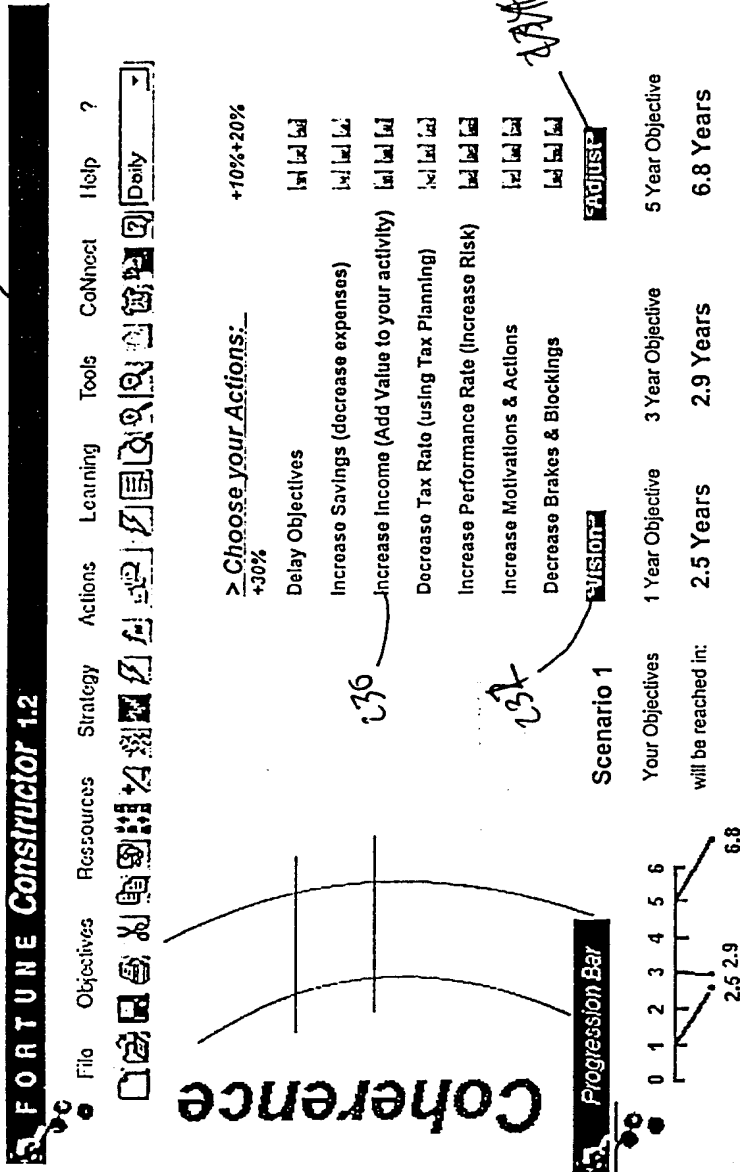 FORTUNE Constructor 1.2
File Objectives Ressources Strategy Actions Learning Tools CoNnect Help ?
Daily
Coherence
> Choose your Actions: +10%+20%
+30%
Delay Objectives
Increase Savings (decrease expenses)
Increase Income (Add Value to your activity)
Decrease Tax Rate (using Tax Planning)
Increase Performance Rate (Increase Risk)
Increase Motivations & Actions
Decrease Brakes & Blockings
236
Vision
Adjust
Progression Bar
0 1 2 3 4 5 6
2.5 2.9 6.8
Scenario 1
Your Objectives 1 Year Objective 3 Year Objective 5 Year Objective
will be reached in: 2.5 Years 2.9 Years 6.8 Years